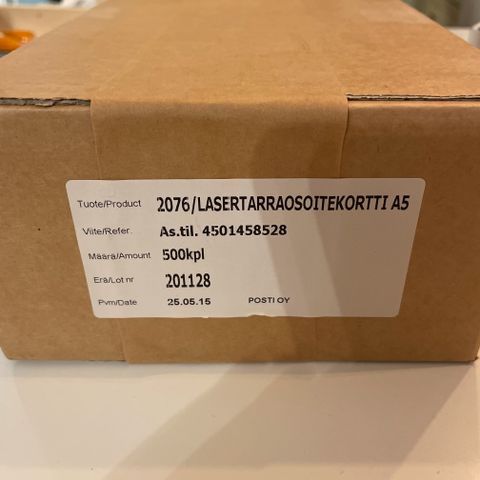 Tuote/Product 2076/LASERTARRAOSOITEKORTTI A5
Viite/Refer. As.til. 4501458528
Määrä/Amount 500kpl
Erä/Lot nr 201128
Pvm/Date 25.05.15 POSTI OY